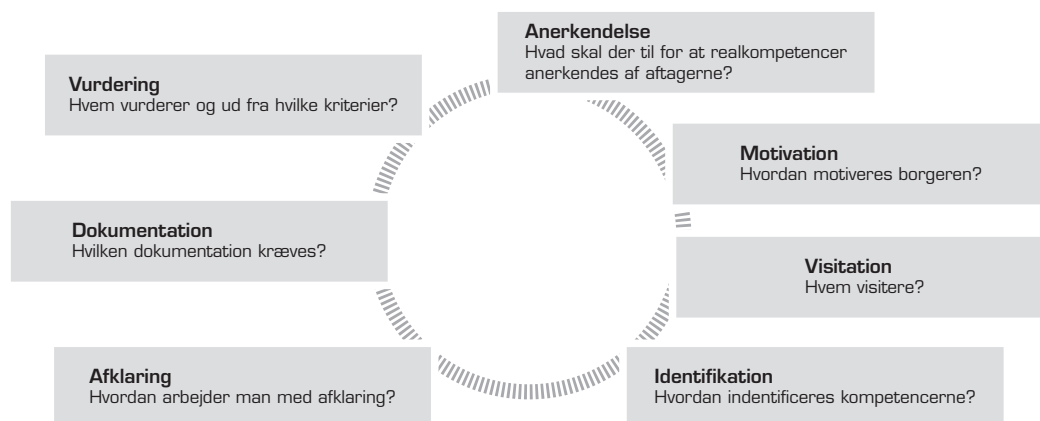 Anerkendelse
Hvad skal der til for at realkompetencer
anerkendes af aftagerne?
Vurdering
Hvem vurderer og ud fra hvilke kriterier?
Motivation
Hvordan motiveres borgeren?
Dokumentation
Hvilken dokumentation kræves?
Visitation
Hvem visitere?
Afklaring
Hvordan arbejder man med afklaring?
Identifikation
Hvordan indentificeres kompetencerne?